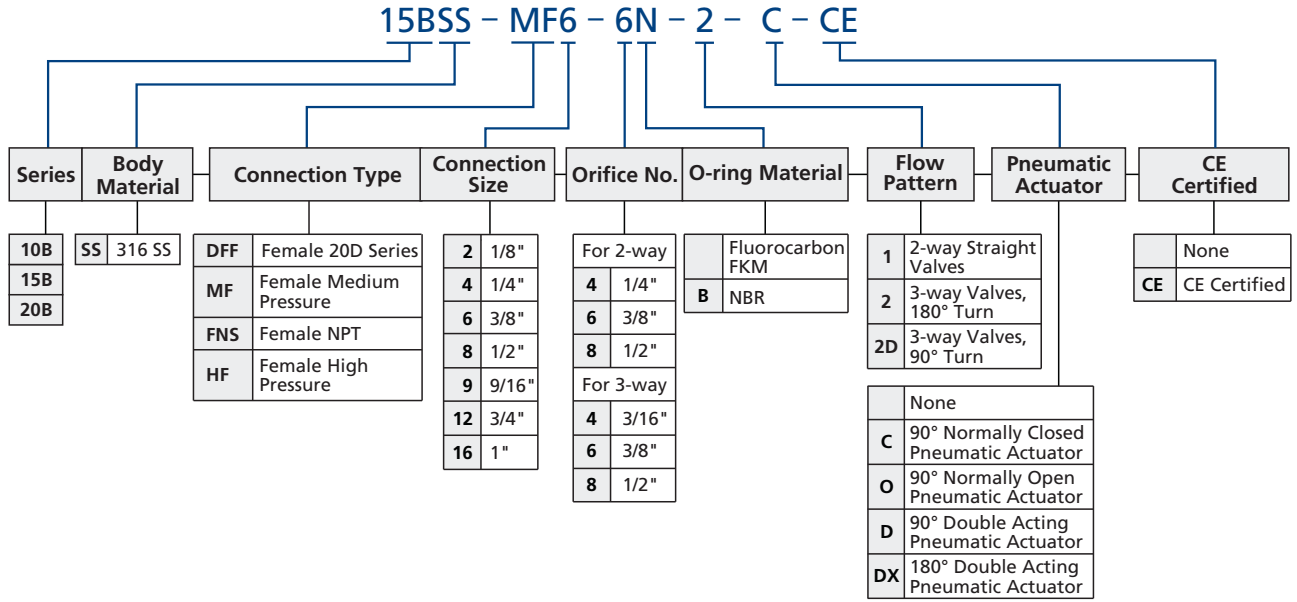 15BSS – MF6 – 6N – 2 – C – CE
Series
Body
Material
Connection Type
Connection
Size
Orifice No.
O-ring Material
Flow
Pattern
Pneumatic
Actuator
CE
Certified
10B
15B
20B
SS 316 SS
DFF Female 20D Series
MF Female Medium
Pressure
FNS Female NPT
HF Female High
Pressure
2 1/8"
4 1/4"
6 3/8"
8 1/2"
9 9/16"
12 3/4"
16 1"
For 2-way
4 1/4"
6 3/8"
8 1/2"
For 3-way
4 3/16"
6 3/8"
8 1/2"
Fluorocarbon
FKM
B NBR
1 2-way Straight
Valves
2 3-way Valves,
180° Turn
2D 3-way Valves,
90° Turn
None
C 90° Normally Closed
Pneumatic Actuator
O 90° Normally Open
Pneumatic Actuator
D 90° Double Acting
Pneumatic Actuator
DX 180° Double Acting
Pneumatic Actuator
None
CE CE Certified